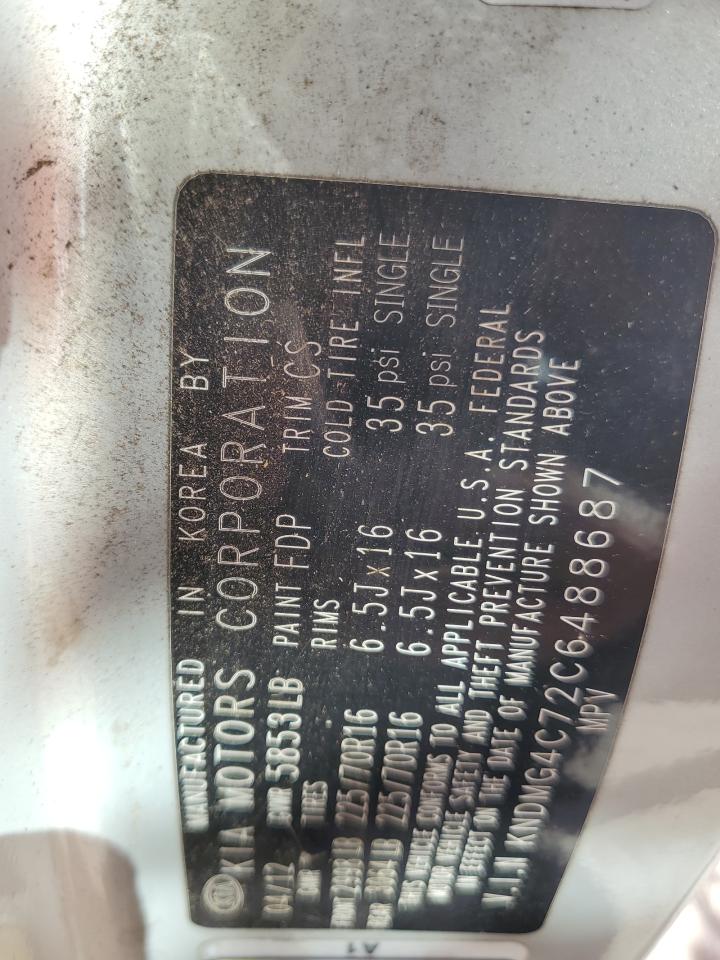 MANUFACTURED IN KOREA BY
KIA KIA MOTORS CORPORATION
04/12 GVWR 5853LB PAINT FDP TRIM CS
TIRES RIMS COLD TIRE INFL
225/70R16 6.5J x 16 35 psi SINGLE
225/70R16 6.5J x 16 35 psi SINGLE
THIS VEHICLE CONFORMS TO ALL APPLICABLE U.S.A. FEDERAL
MOTOR VEHICLE SAFETY AND THEFT PREVENTION STANDARDS
IN EFFECT ON THE DATE OF MANUFACTURE SHOWN ABOVE
V.I.N KNDMG4C72C6488687
MPV
A1